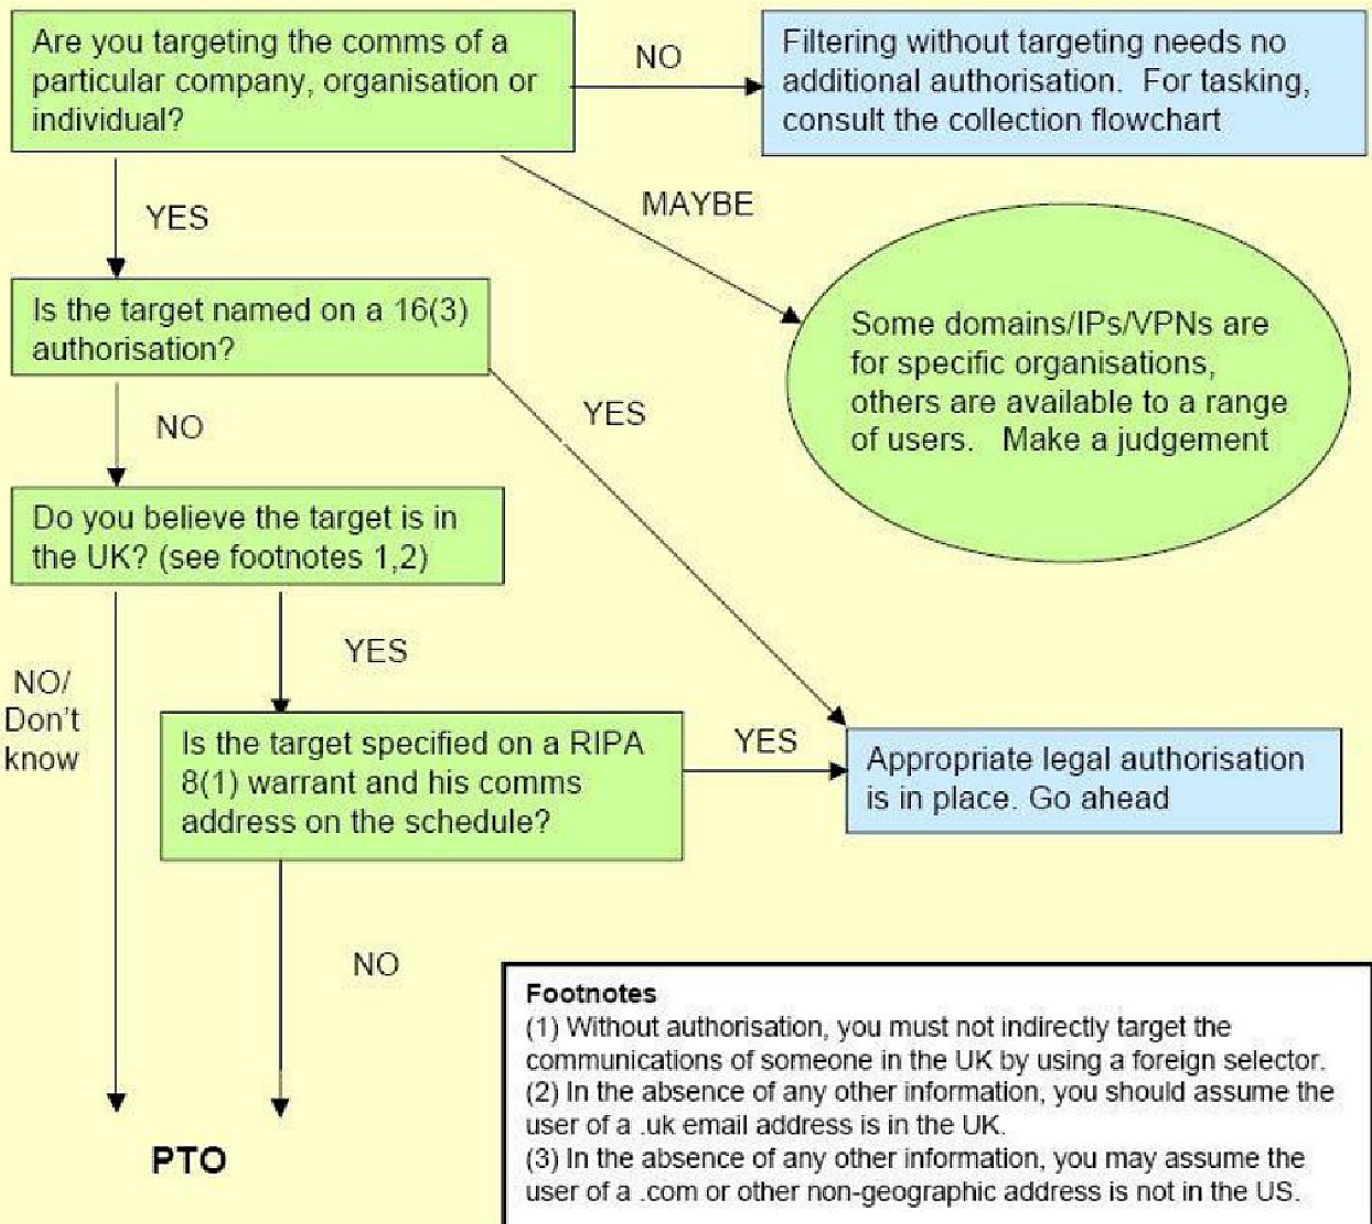 Are you targeting the comms of a
particular company, organisation or
individual?
NO
Filtering without targeting needs no
additional authorisation. For tasking,
consult the collection flowchart
YES
MAYBE
Is the target named on a 16(3)
authorisation?
Some domains/IPs/VPNs are
for specific organisations,
others are available to a range
of users. Make a judgement
NO
YES
Do you believe the target is in
the UK? (see footnotes 1,2)
NO/
Don't
know
YES
Is the target specified on a RIPA
8(1) warrant and his comms
address on the schedule?
YES
Appropriate legal authorisation
is in place. Go ahead
NO
PTO
Footnotes
(1) Without authorisation, you must not indirectly target the
communications of someone in the UK by using a foreign selector.
(2) In the absence of any other information, you should assume the
user of a .uk email address is in the UK.
(3) In the absence of any other information, you may assume the
user of a .com or other non-geographic address is not in the US.